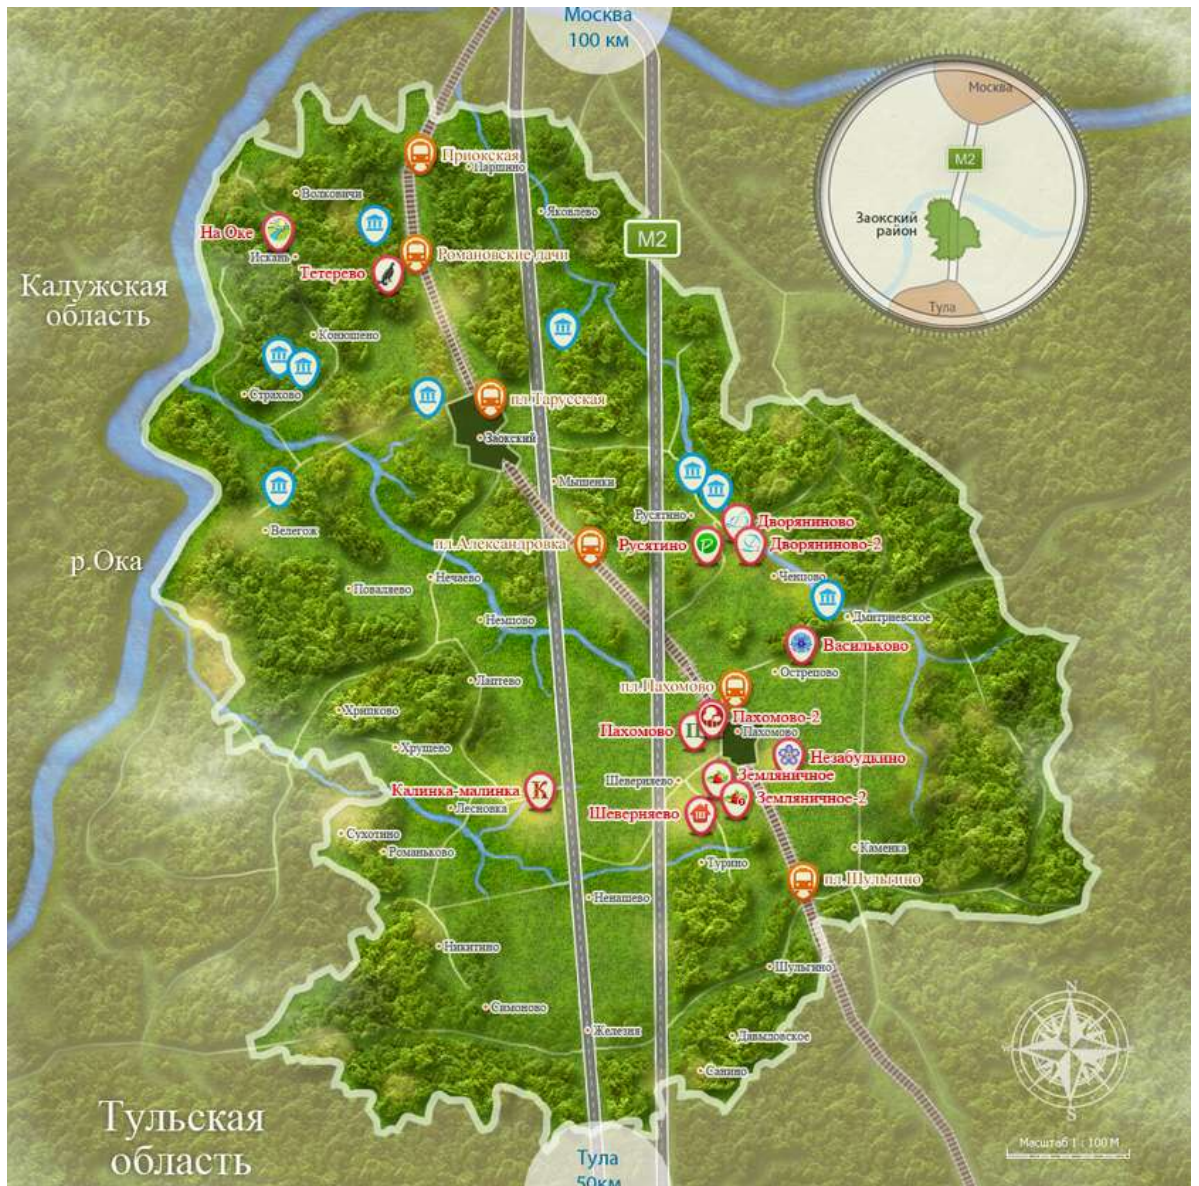 Москва
100 км
Москва
M2
Заокский
район
Тула
Приокская
Паршино
Волковичи
Яковлево
На Оке
M2
Искань
Тетерево
Романовские дачи
Калужская
область
Конюшено
Страхово
пл.Тарусская
Заокский
Мышенки
Велегож
Русятино
Дворяниново
пл.Александровка
Русятино
Дворяниново-2
р.Ока
Нечаево
Ченцово
Поваляево
Немцово
Дмитриевское
Васильково
Лаптево
Острецово
пл.Пахомово
Хрипково
Пахомово-2
Пахомово
П
Пахомово
Хрущево
Незабудкино
Земляничное
Калинка-малинка
К
Земляничное-2
Лесновка
Шеверняево
Сухотино
Романьково
Каменка
Турино
пл.Шульгино
Ненашево
Никитино
Шульгино
Симоново
Железня
Давыдовское
Санино
N
S
Тульская
область
Масштаб 1 : 100 М
Тула
50км